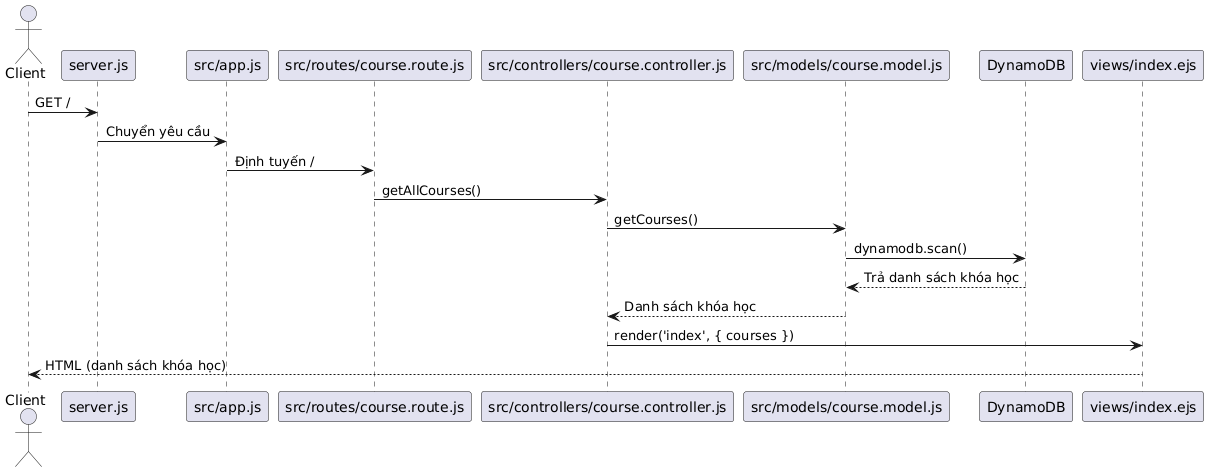 Client
server.js
src/app.js
src/routes/course.route.js
src/controllers/course.controller.js
src/models/course.model.js
DynamoDB
views/index.ejs
GET /
Chuyển yêu cầu
Định tuyến /
getAllCourses()
getCourses()
dynamodb.scan()
Trả danh sách khóa học
Danh sách khóa học
render('index', { courses })
HTML (danh sách khóa học)
Client
server.js
src/app.js
src/routes/course.route.js
src/controllers/course.controller.js
src/models/course.model.js
DynamoDB
views/index.ejs